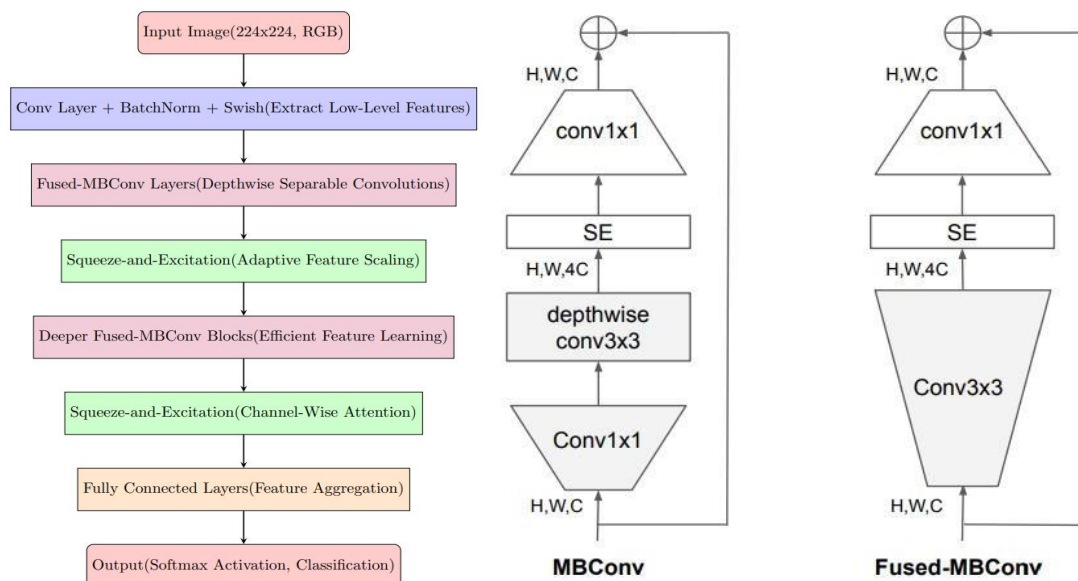 Input Image(224x224, RGB)
Conv Layer + BatchNorm + Swish(Extract Low-Level Features)
Fused-MBConv Layers(Depthwise Separable Convolutions)
Squeeze-and-Excitation(Adaptive Feature Scaling)
Deeper Fused-MBConv Blocks(Efficient Feature Learning)
Squeeze-and-Excitation(Channel-Wise Attention)
Fully Connected Layers(Feature Aggregation)
Output(Softmax Activation, Classification)
H,W,C
conv1x1
SE
H,W,4C
depthwise
conv3x3
Conv1x1
H,W,C
MBConv
H,W,C
conv1x1
SE
H,W,4C
Conv3x3
H,W,C
Fused-MBConv